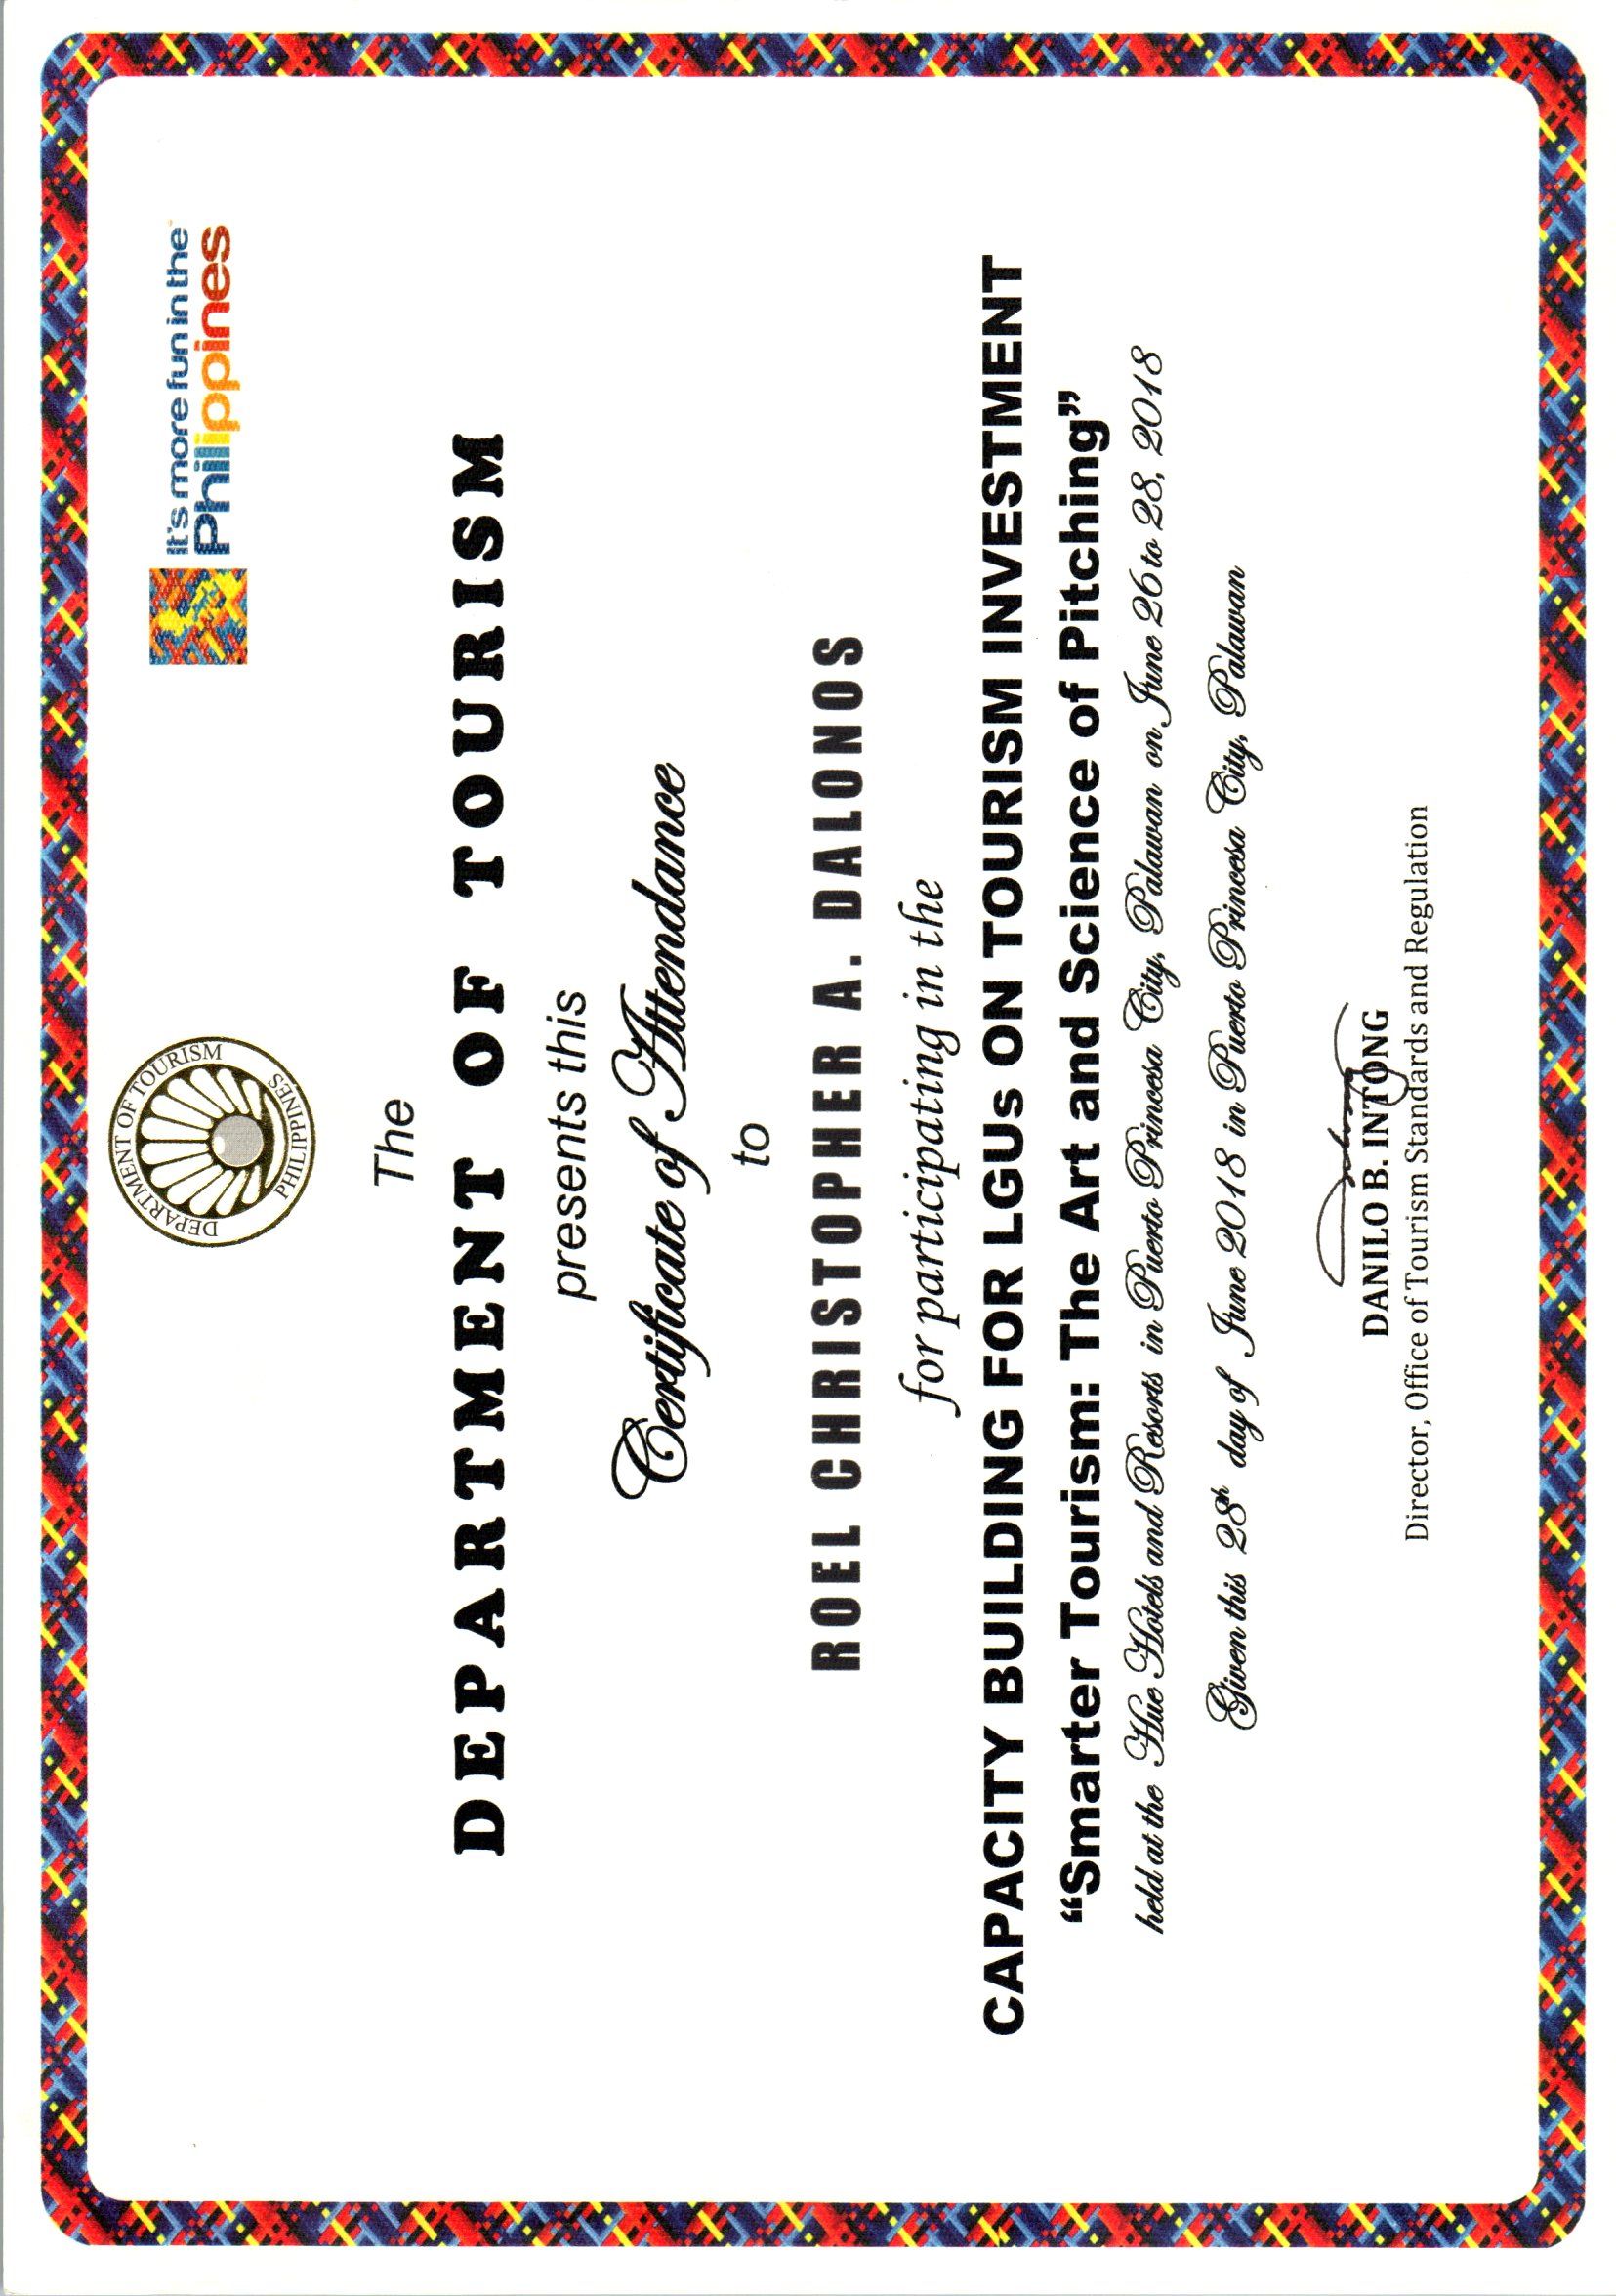 DEPARTMENT OF TOURISM
PHILIPPINES
It's more fun in the
Philippines
The
DEPARTMENT OF TOURISM
presents this
Certificate of Attendance
to
ROEL CHRISTOPHER A. DALONOS
for participating in the
CAPACITY BUILDING FOR LGUs ON TOURISM INVESTMENT
“Smarter Tourism: The Art and Science of Pitching”
held at the Hue Hotels and Resorts in Puerto Princesa City, Palawan on June 26 to 28, 2018
Given this 28th day of June 2018 in Puerto Princesa City, Palawan
DANILO B. INTONG
Director, Office of Tourism Standards and Regulation